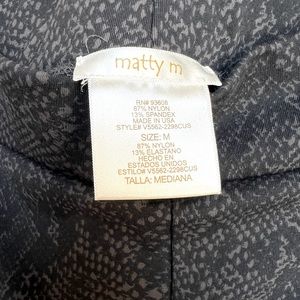 matty m
RN# 93608
87% NYLON
13% SPANDEX
MADE IN USA
STYLE# V5562-2298CUS
SIZE: M
87% NYLON
13% ELASTANO
HECHO EN
ESTADOS UNIDOS
ESTILO# V5562-2298CUS
TALLA: MEDIANA